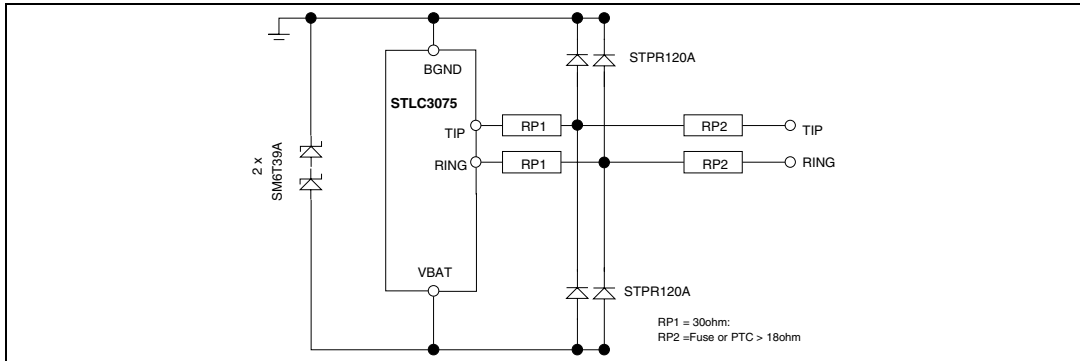 STPR120A
BGND
STLC3075
TIP
RP1
RP2
TIP
RING
RP1
RP2
RING
2 x
SM6T39A
VBAT
STPR120A
RP1 = 30ohm:
RP2 =Fuse or PTC > 18ohm